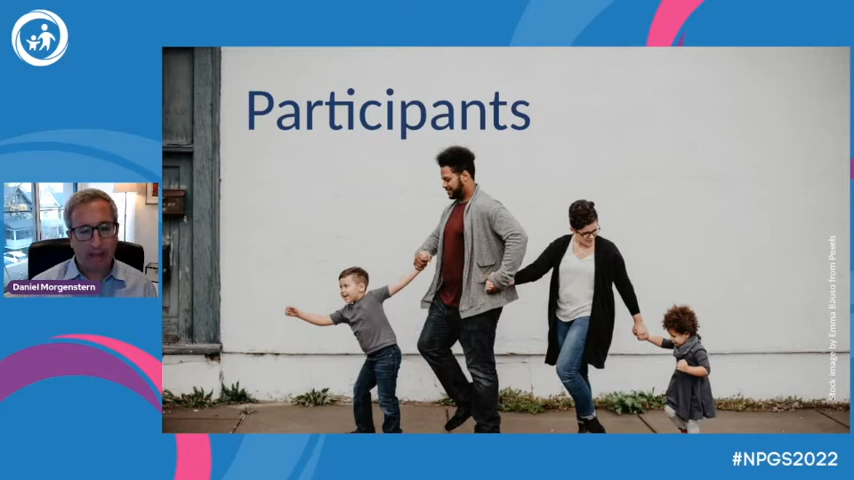 Participants
Daniel Morgenstern
Stock image by Emma Bauso from Pexels
#NPGS2022